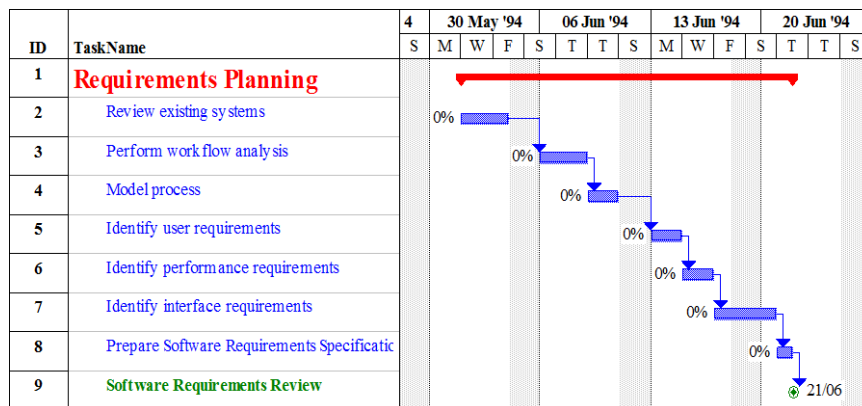 4 30 May '94 06 Jun '94 13 Jun '94 20 Jun '94
ID TaskName S M W F S T T S M W F S T T S
1 Requirements Planning
2 Review existing systems 0%
3 Perform work flow analysis 0%
4 Model process 0%
5 Identify user requirements 0%
6 Identify performance requirements 0%
7 Identify interface requirements 0%
8 Prepare Software Requirements Specificatic 0%
9 Software Requirements Review 21/06